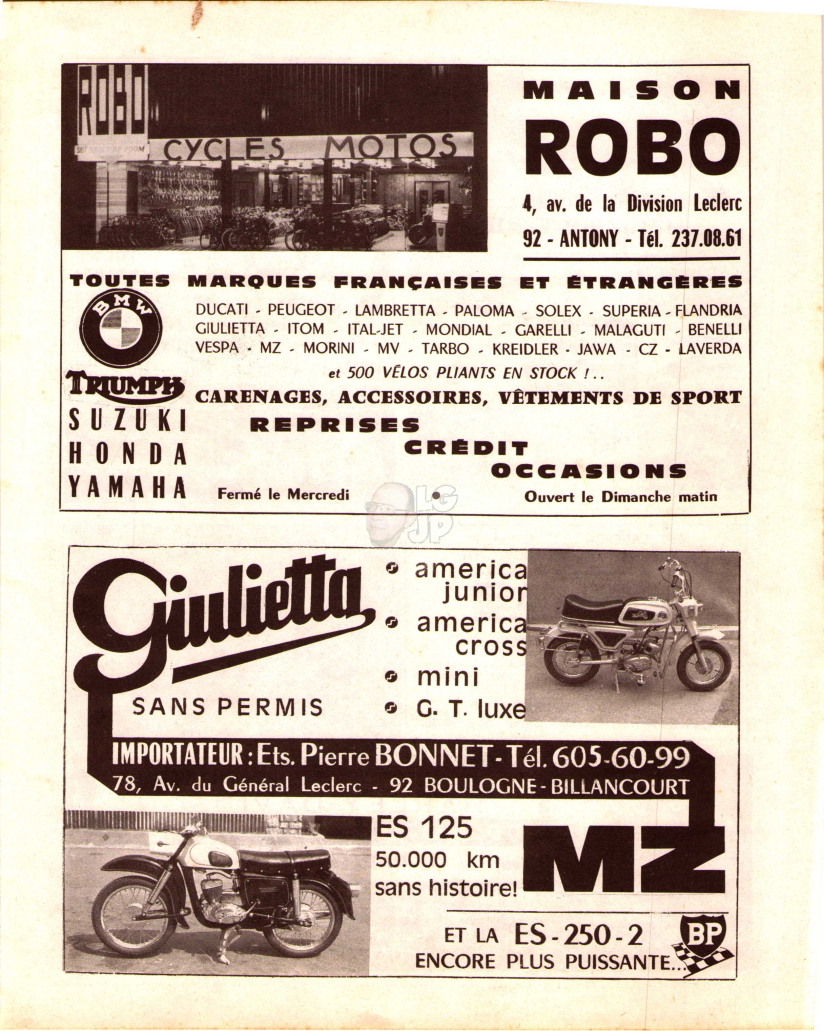 ROBO
CYCLES MOTOS
MAISON
ROBO
4, av. de la Division Leclerc
92 - ANTONY - Tél. 237.08.61
TOUTES MARQUES FRANÇAISES ET ÉTRANGÈRES
BMW
DUCATI - PEUGEOT - LAMBRETTA - PALOMA - SOLEX - SUPERIA - FLANDRIA
GIULIETTA - ITOM - ITAL-JET - MONDIAL - GARELLI - MALAGUTI - BENELLI
VESPA - MZ - MORINI - MV - TARBO - KREIDLER - JAWA - CZ - LAVERDA
et 500 VÉLOS PLIANTS EN STOCK !..
TRIUMPH
CARENAGES, ACCESSOIRES, VÊTEMENTS DE SPORT
SUZUKI
REPRISES
HONDA
CRÉDIT
OCCASIONS
YAMAHA
Fermé le Mercredi • Ouvert le Dimanche matin
LG
JP
Giulietta
SANS PERMIS
america
junior
america
cross
mini
G. T. luxe
IMPORTATEUR : Ets. Pierre BONNET - Tél. 605-60-99
78, Av. du Général Leclerc - 92 BOULOGNE - BILLANCOURT
ES 125
50.000 km
sans histoire!
MZ
ET LA ES - 250 - 2
ENCORE PLUS PUISSANTE...
BP